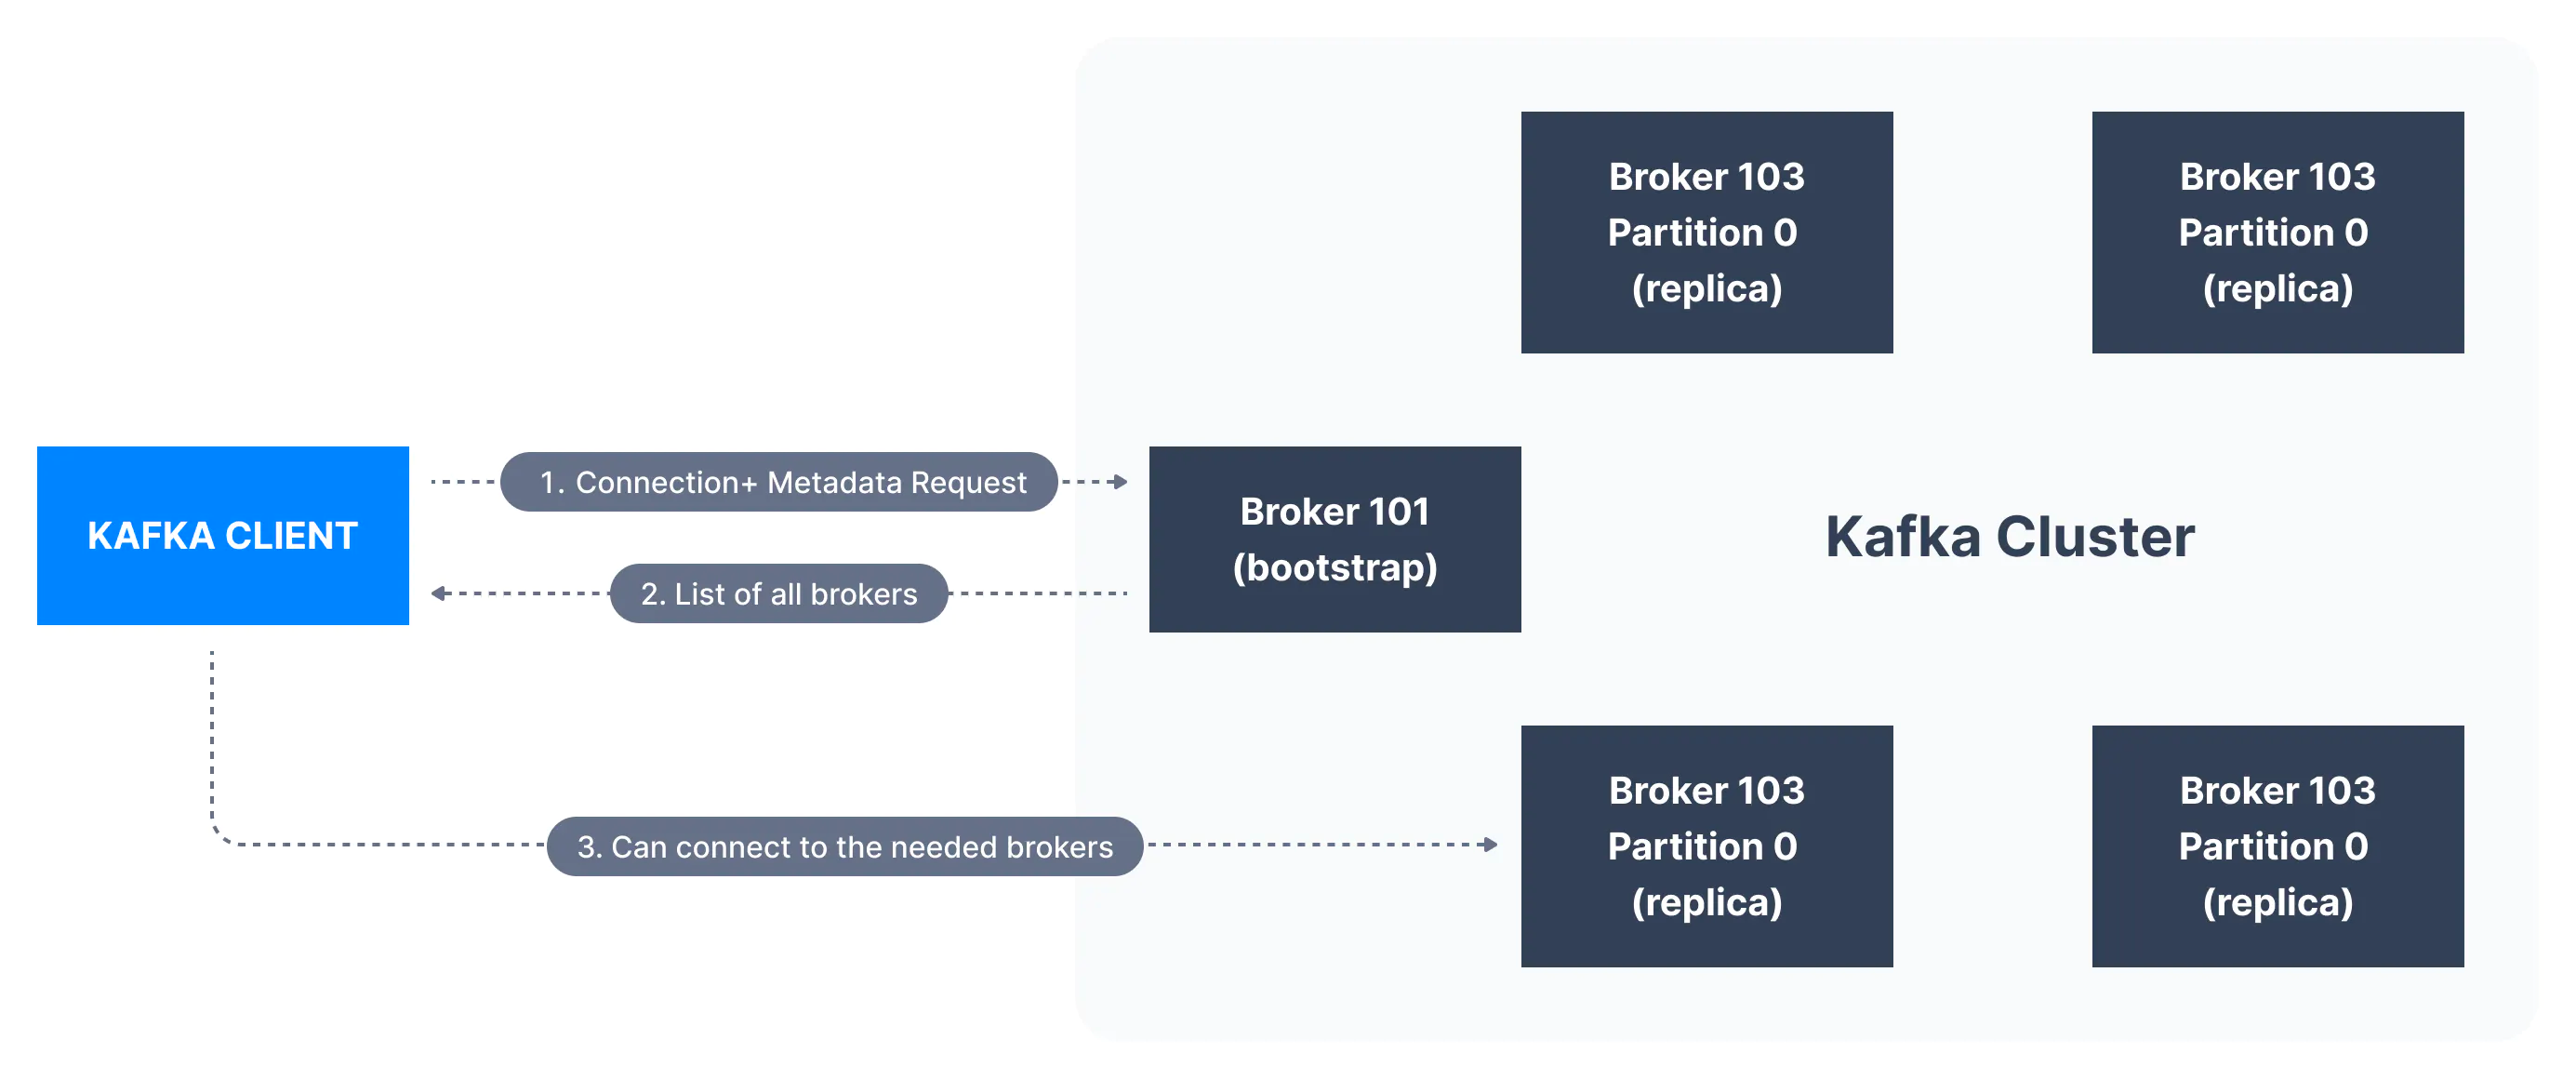 Broker 103
Partition 0
(replica)
Broker 103
Partition 0
(replica)
KAFKA CLIENT
1. Connection+ Metadata Request
2. List of all brokers
Broker 101
(bootstrap)
Kafka Cluster
3. Can connect to the needed brokers
Broker 103
Partition 0
(replica)
Broker 103
Partition 0
(replica)